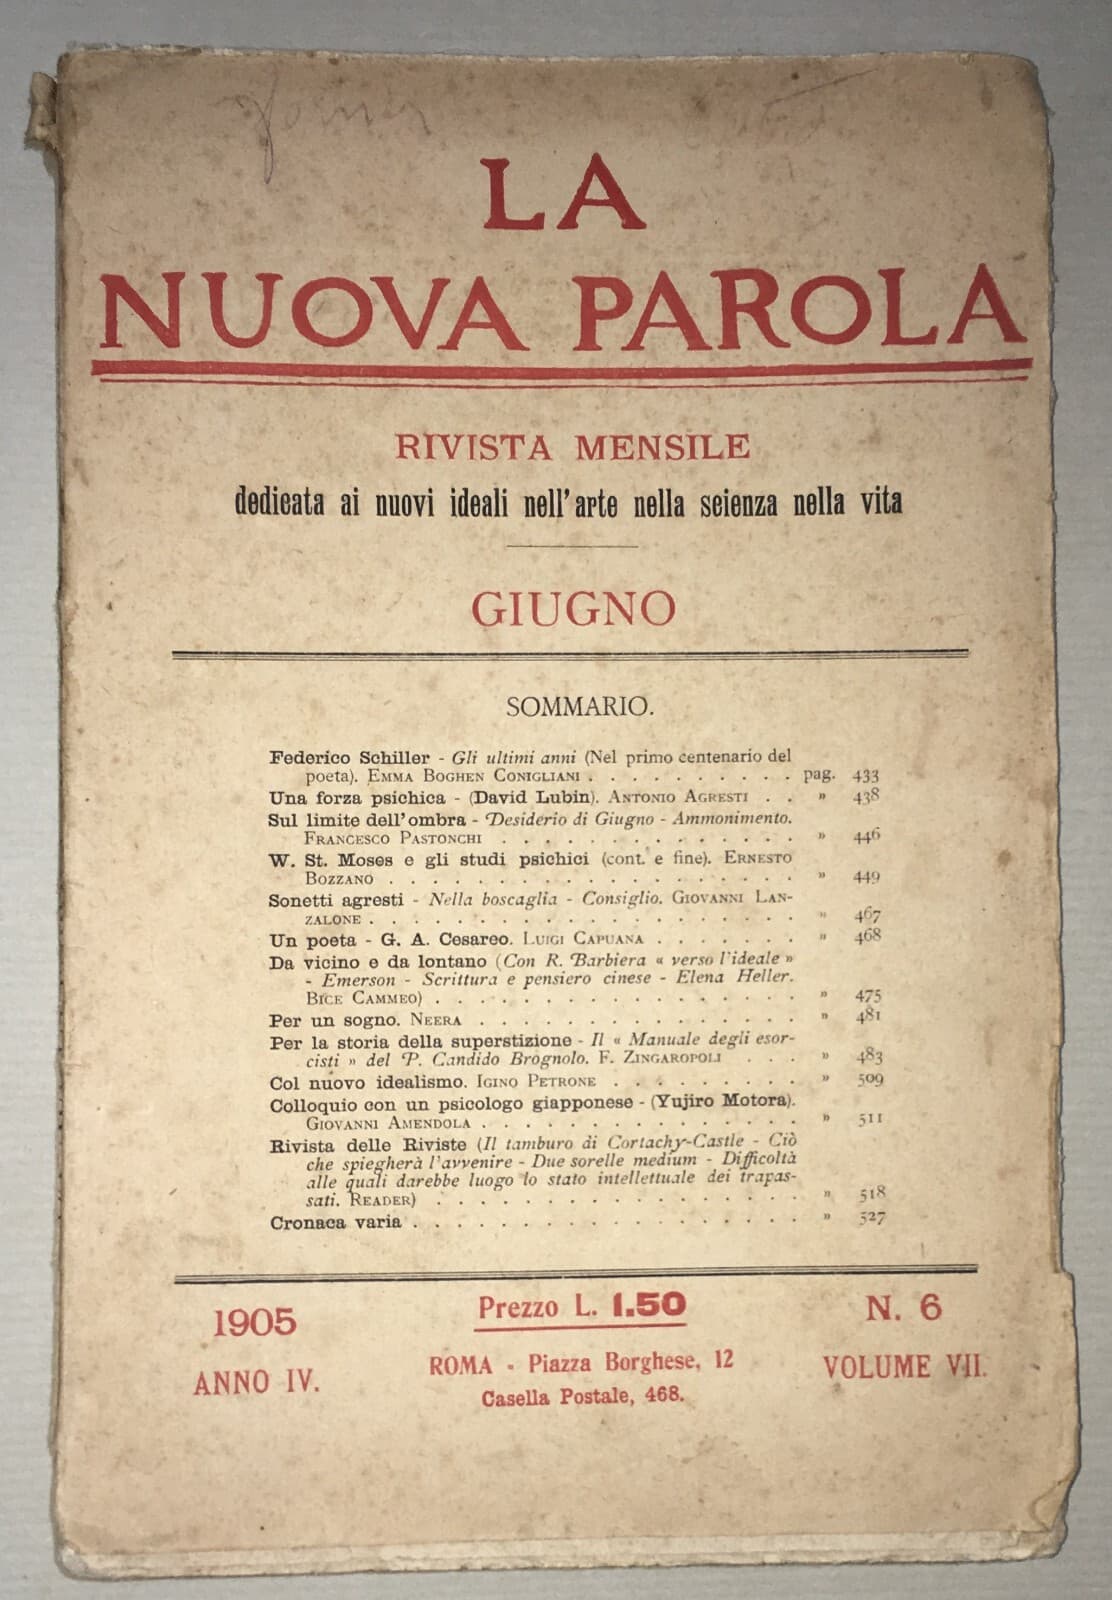 LA
NUOVA PAROLA
RIVISTA MENSILE
dedicata ai nuovi ideali nell'arte nella scienza nella vita
GIUGNO
SOMMARIO.
Federico Schiller - Gli ultimi anni (Nel primo centenario del
poeta). EMMA BOGHEN CONIGLIANI . . . . . . . . . . pag. 433
Una forza psichica - (David Lubin). ANTONIO AGRESTI . . » 438
Sul limite dell'ombra - Desiderio di Giugno - Ammonimento.
FRANCESCO PASTONCHI . . . . . . . . . . . . . . » 446
W. St. Moses e gli studi psichici (cont. e fine). ERNESTO
BOZZANO . . . . . . . . . . . . . . . . . . . » 449
Sonetti agresti - Nella boscaglia - Consiglio. GIOVANNI LAN-
ZALONE . . . . . . . . . . . . . . . . . . . . » 467
Un poeta - G. A. Cesareo. LUIGI CAPUANA . . . . . . . » 468
Da vicino e da lontano (Con R. Barbiera « verso l'ideale »
- Emerson - Scrittura e pensiero cinese - Elena Heller.
BICE CAMMEO) . . . . . . . . . . . . . . . . . » 475
Per un sogno. NEERA . . . . . . . . . . . . . . . » 481
Per la storia della superstizione - Il « Manuale degli esor-
cisti » del P. Candido Brognolo. F. ZINGAROPOLI . . . » 483
Col nuovo idealismo. IGINO PETRONE . . . . . . . . . » 509
Colloquio con un psicologo giapponese - (Yujiro Motora).
GIOVANNI AMENDOLA . . . . . . . . . . . . . . . » 511
Rivista delle Riviste (Il tamburo di Cortachy-Castle - Ciò
che spiegherà l'avvenire - Due sorelle medium - Difficoltà
alle quali darebbe luogo lo stato intellettuale dei trapas-
sati. READER) . . . . . . . . . . . . . . . . . » 518
Cronaca varia . . . . . . . . . . . . . . . . . . » 527
1905
ANNO IV.
Prezzo L. 1.50
ROMA - Piazza Borghese, 12
Casella Postale, 468.
N. 6
VOLUME VII.